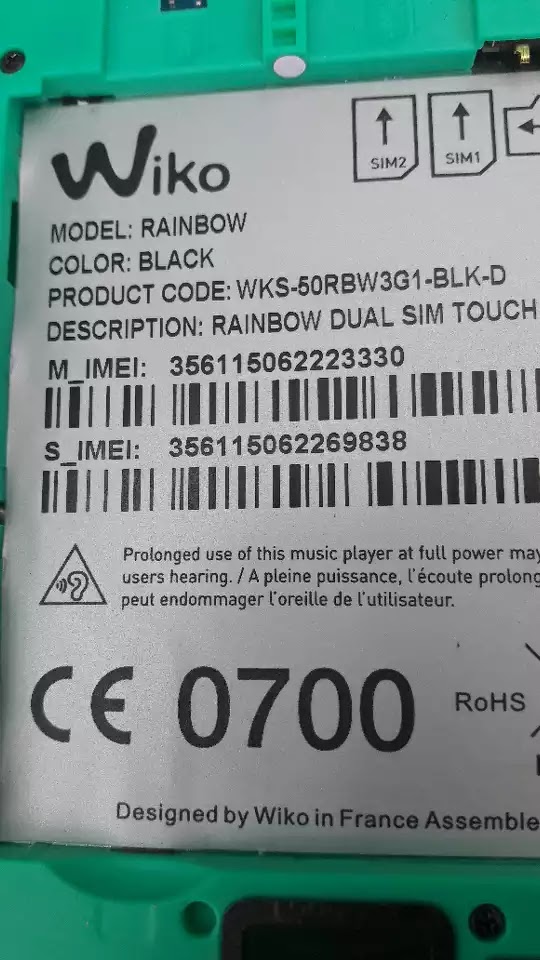 Wiko
SIM2
SIM1
MODEL: RAINBOW
COLOR: BLACK
PRODUCT CODE: WKS-50RBW3G1-BLK-D
DESCRIPTION: RAINBOW DUAL SIM TOUCH
M_IMEI: 356115062223330
S_IMEI: 356115062269838
Prolonged use of this music player at full power may
users hearing. / A pleine puissance, l'écoute prolong
peut endommager l'oreille de l'utilisateur.
CE 0700
RoHS
Designed by Wiko in France Assemble